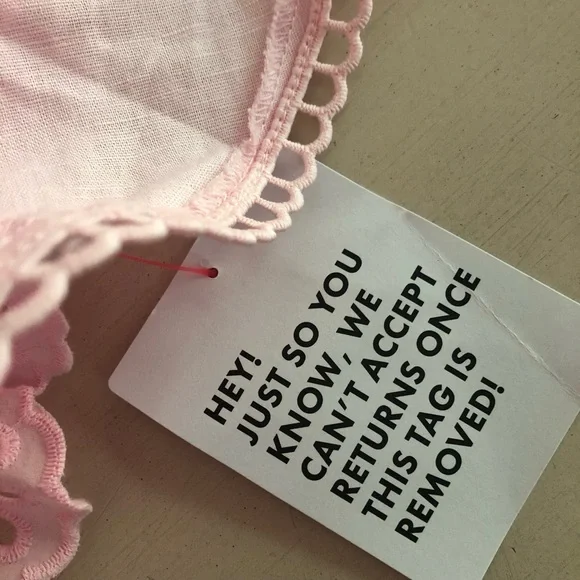 HEY!
JUST SO YOU
KNOW, WE
CAN'T ACCEPT
RETURNS ONCE
THIS TAG IS
REMOVED!